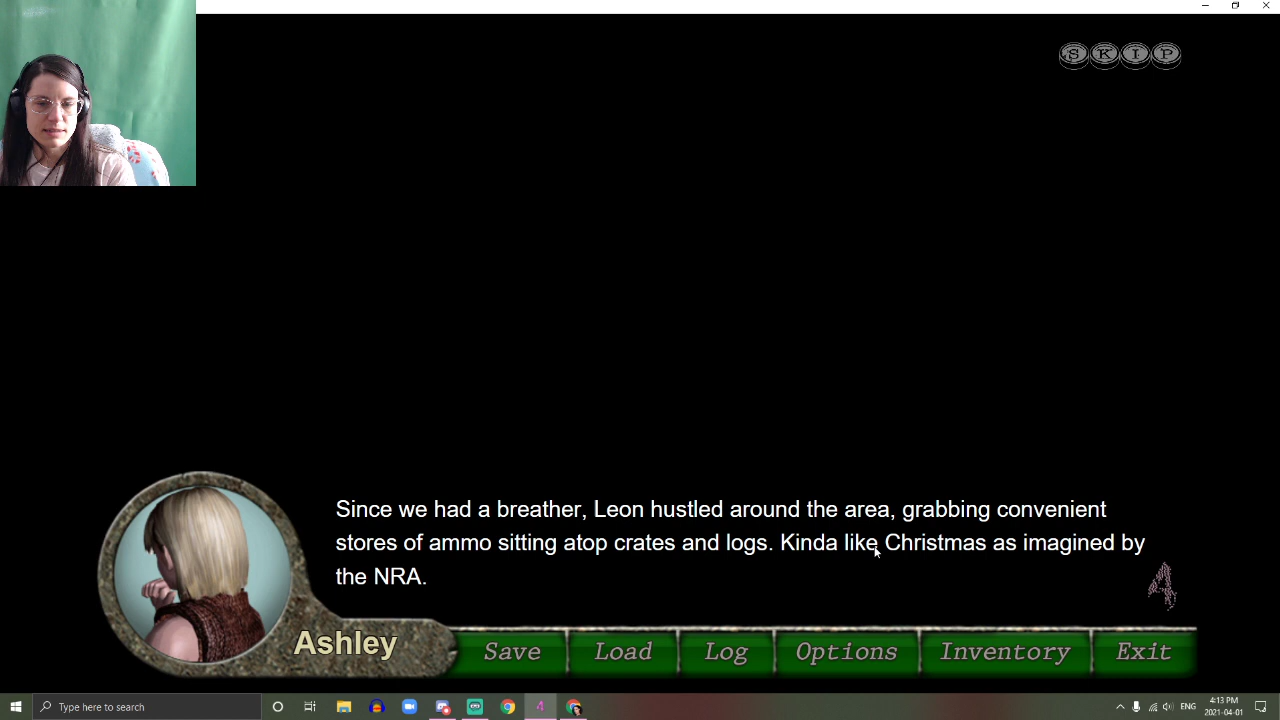 SKIP
Since we had a breather, Leon hustled around the area, grabbing convenient
stores of ammo sitting atop crates and logs. Kinda like Christmas as imagined by
the NRA.
4
Ashley
Save Load Log Options Inventory Exit
Type here to search
4
ENG
4:13 PM
2021-04-01